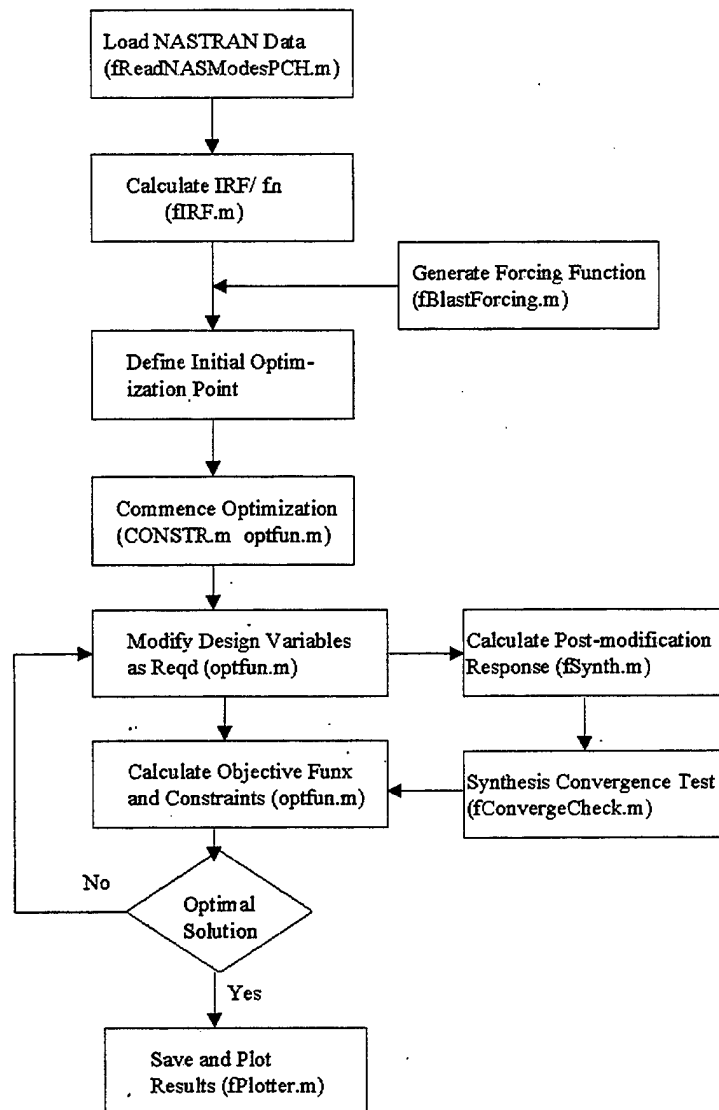 Load NASTRAN Data
(fReadNASModesPCH.m)
Calculate IRF/ fn
(fIRF.m)
Generate Forcing Function
(fBlastForcing.m)
Define Initial Optim-
ization Point
Commence Optimization
(CONSTR.m optfun.m)
Modify Design Variables
as Reqd (optfun.m)
Calculate Post-modification
Response (fSynth.m)
Calculate Objective Funx
and Constraints (optfun.m)
Synthesis Convergence Test
(fConvergeCheck.m)
No
Optimal
Solution
Yes
Save and Plot
Results (fPlotter.m)